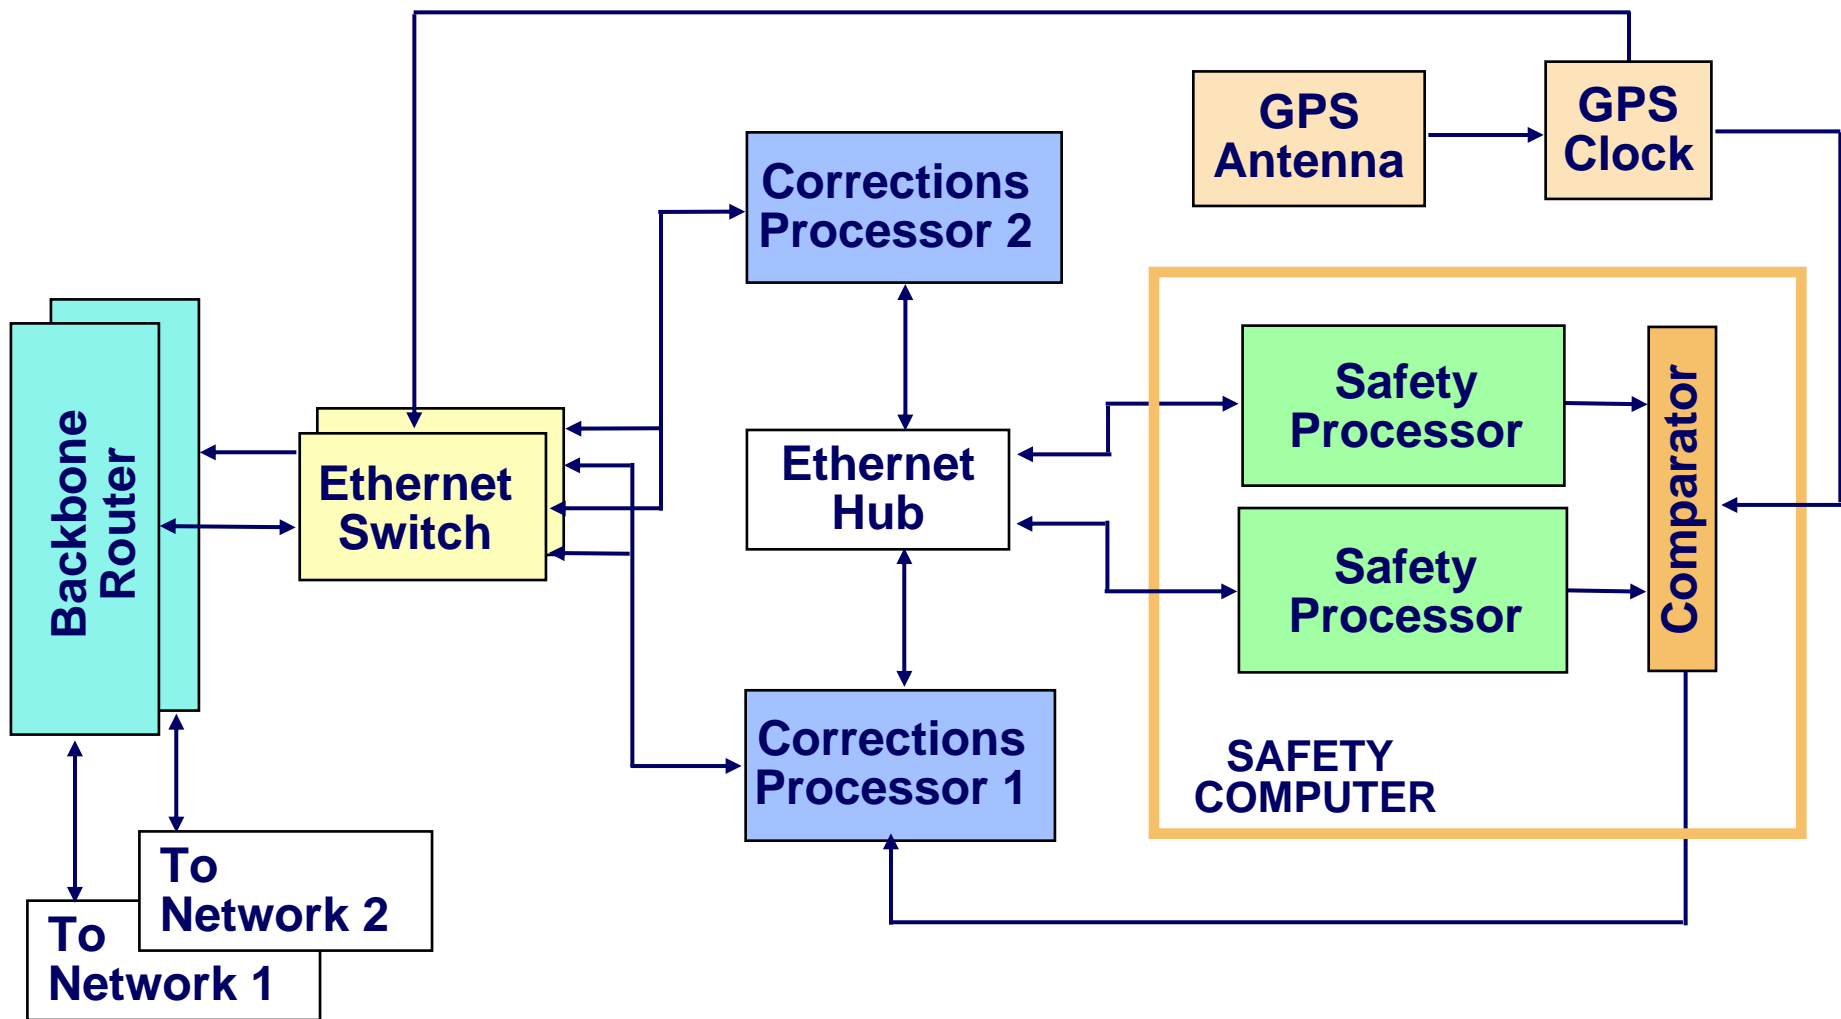 GPS
Antenna
GPS
Clock
Corrections
Processor 2
Backbone
Router
Ethernet
Switch
Ethernet
Hub
Safety
Processor
Safety
Processor
Comparator
Corrections
Processor 1
SAFETY
COMPUTER
To
Network 2
To
Network 1